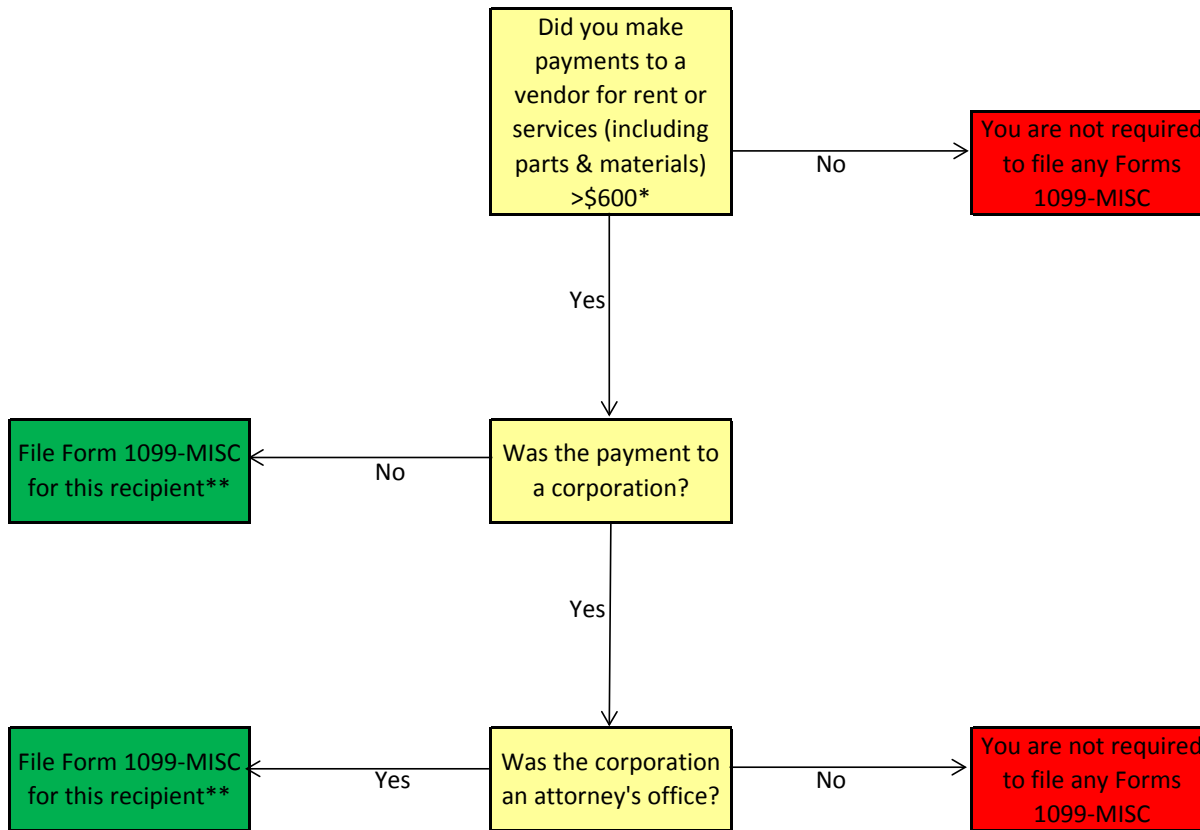 Did you make
payments to a
vendor for rent or
services (including
parts & materials)
>$600*
No
You are not required
to file any Forms
1099-MISC
Yes
File Form 1099-MISC
for this recipient**
No
Was the payment to
a corporation?
Yes
File Form 1099-MISC
for this recipient**
Yes
Was the corporation
an attorney's office?
No
You are not required
to file any Forms
1099-MISC